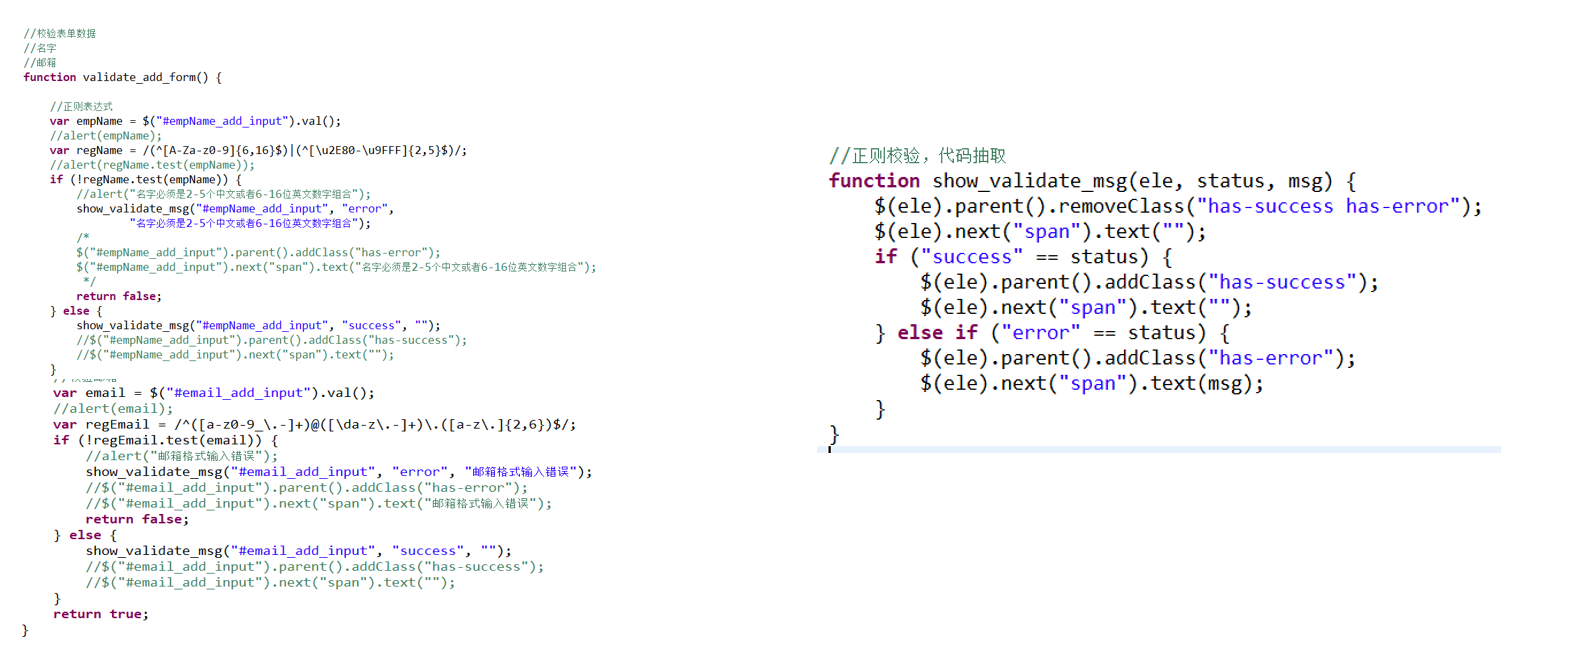 //校验表单数据
//名字
//邮箱
function validate_add_form() {
//正则表达式
var empName = $("#empName_add_input").val();
//alert(empName);
var regName = /(^[A-Za-z0-9]{6,16}$)|(^[\u2E80-\u9FFF]{2,5}$)/;
//alert(regName.test(empName));
if (!regName.test(empName)) {
//alert("名字必须是2-5个中文或者6-16位英文数字组合");
show_validate_msg("#empName_add_input", "error",
"名字必须是2-5个中文或者6-16位英文数字组合");
/*
$("#empName_add_input").parent().addClass("has-error");
$("#empName_add_input").next("span").text("名字必须是2-5个中文或者6-16位英文数字组合");
*/
return false;
} else {
show_validate_msg("#empName_add_input", "success", "");
//$("#empName_add_input").parent().addClass("has-success");
//$("#empName_add_input").next("span").text("");
}
var email = $("#email_add_input").val();
//alert(email);
var regEmail = /^([a-z0-9_\.-]+)@([\da-z\.-]+)\.([a-z\.]{2,6})$/;
if (!regEmail.test(email)) {
//alert("邮箱格式输入错误");
show_validate_msg("#email_add_input", "error", "邮箱格式输入错误");
//$("#email_add_input").parent().addClass("has-error");
//$("#email_add_input").next("span").text("邮箱格式输入错误");
return false;
} else {
show_validate_msg("#email_add_input", "success", "");
//$("#email_add_input").parent().addClass("has-success");
//$("#email_add_input").next("span").text("");
}
return true;
}
//正则校验，代码抽取
function show_validate_msg(ele, status, msg) {
$(ele).parent().removeClass("has-success has-error");
$(ele).next("span").text("");
if ("success" == status) {
$(ele).parent().addClass("has-success");
$(ele).next("span").text("");
} else if ("error" == status) {
$(ele).parent().addClass("has-error");
$(ele).next("span").text(msg);
}
}